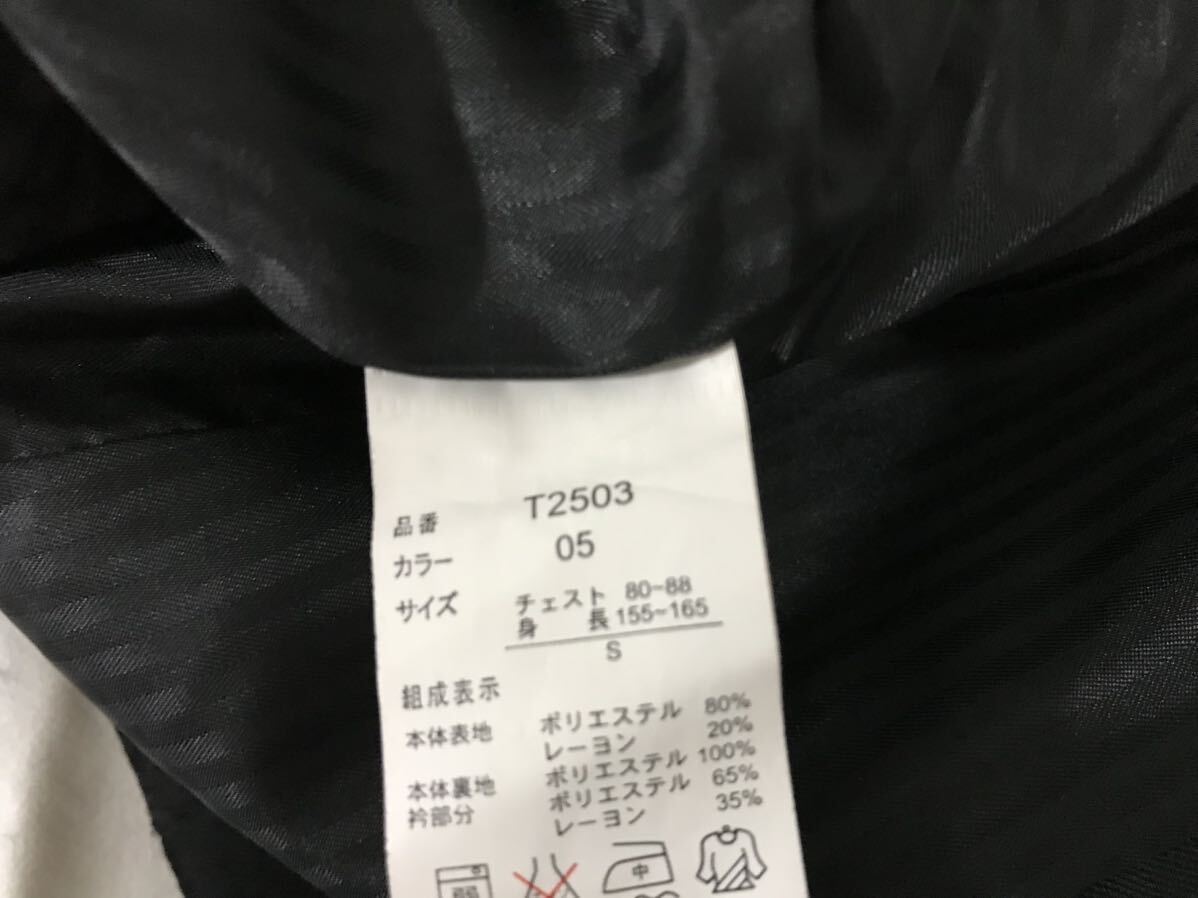 品番 T2503
カラー 05
サイズ チェスト 80~88
身 長 155~165
S
組成表示
本体表地 ポリエステル 80%
レーヨン 20%
本体裏地 ポリエステル 100%
衿部分 ポリエステル 65%
レーヨン 35%
弱 中